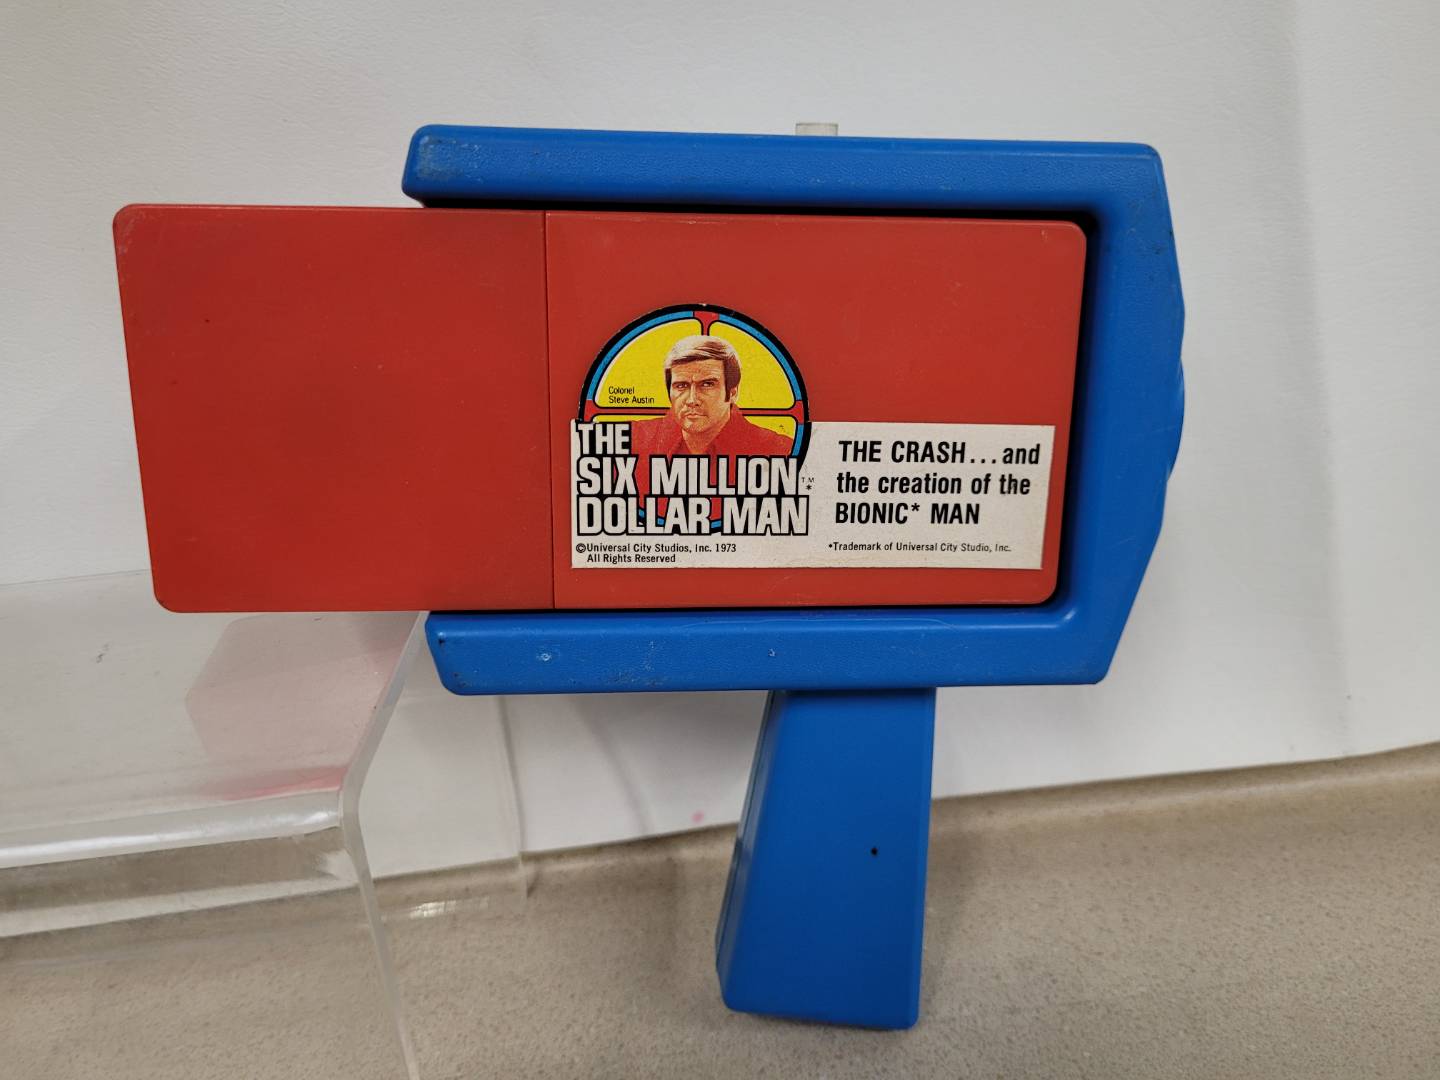 Colonel
Steve Austin
THE
SIX MILLION
DOLLAR MAN
TM
*
©Universal City Studios, Inc. 1973
All Rights Reserved
THE CRASH...and
the creation of the
BIONIC* MAN
*Trademark of Universal City Studio, Inc.